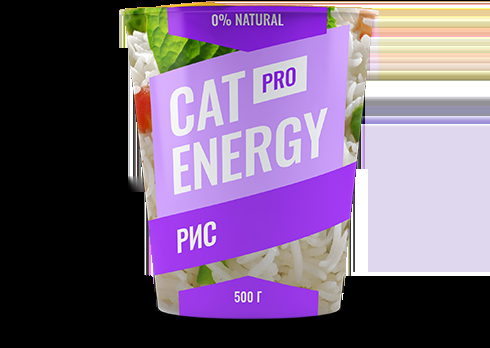 0% NATURAL
CAT PRO
ENERGY
РИС
500 Г